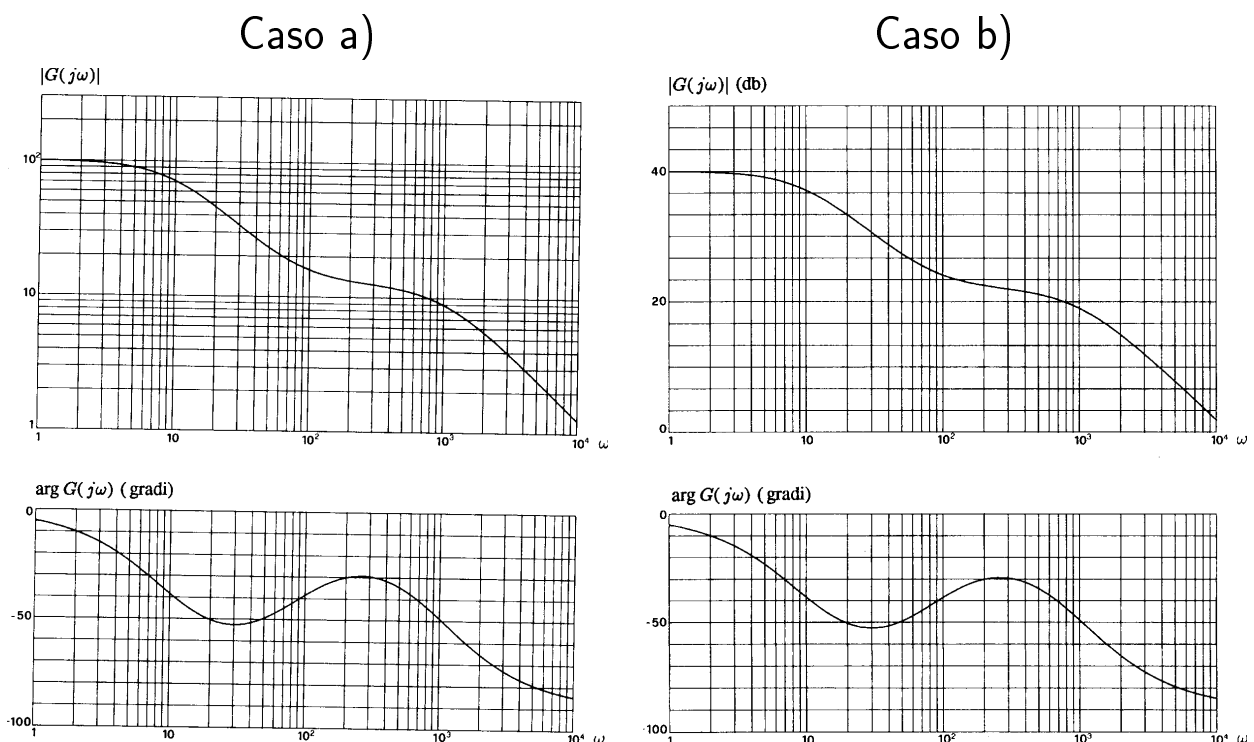 Caso a)
|G(jω)|
10²
10
1
1 10 10² 10³ 10⁴ ω
arg G(jω) (gradi)
0
-50
-100
1 10 10² 10³ 10⁴ ω
Caso b)
|G(jω)| (db)
40
20
0
1 10 10² 10³ 10⁴ ω
arg G(jω) (gradi)
0
-50
-100
1 10 10² 10³ 10⁴ ω